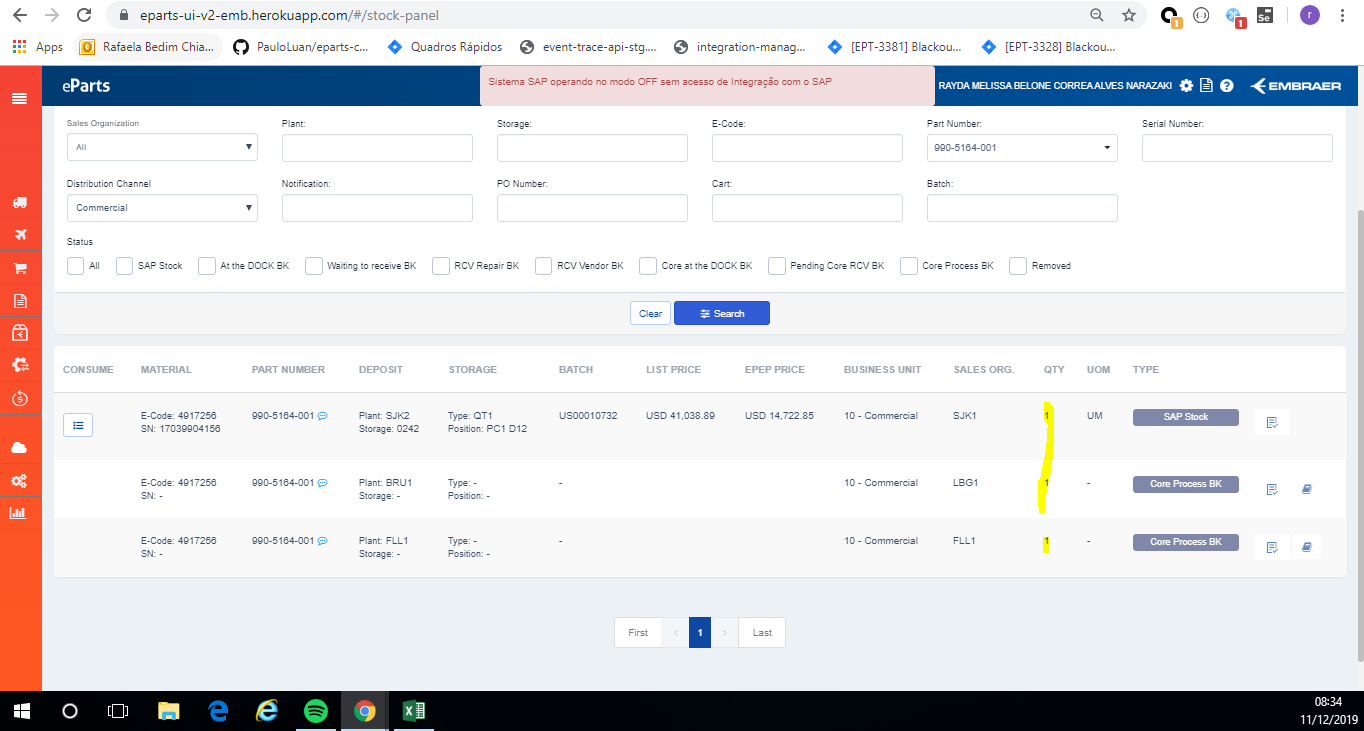 eparts-ui-v2-emb.herokuapp.com/#/stock-panel
Apps Rafaela Bedim Chia... PauloLuan/eparts-c... Quadros Rápidos event-trace-api-stg.... integration-manag... [EPT-3381] Blackou... [EPT-3328] Blackou...
eParts
Sistema SAP operando no modo OFF sem acesso de Integração com o SAP
RAYDA MELISSA BELONE CORREA ALVES NARAZAKI
EMBRAER
Sales Organization Plant: Storage: E-Code: Part Number: Serial Number:
All 990-5164-001
Distribution Channel Notification: PO Number: Cart: Batch:
Commercial
Status
All SAP Stock At the DOCK BK Waiting to receive BK RCV Repair BK RCV Vendor BK Core at the DOCK BK Pending Core RCV BK Core Process BK Removed
Clear Search
CONSUME MATERIAL PART NUMBER DEPOSIT STORAGE BATCH LIST PRICE EPEP PRICE BUSINESS UNIT SALES ORG. QTY UOM TYPE
E-Code: 4917256 990-5164-001 Plant: SJK2 Type: QT1 US00010732 USD 41,038.89 USD 14,722.85 10 - Commercial SJK1 1 UM SAP Stock
SN: 17039904156 Storage: 0242 Position: PC1 D12
E-Code: 4917256 990-5164-001 Plant: BRU1 Type: - - 10 - Commercial LBG1 1 - Core Process BK
SN: - Storage: - Position: -
E-Code: 4917256 990-5164-001 Plant: FLL1 Type: - - 10 - Commercial FLL1 1 - Core Process BK
SN: - Storage: - Position: -
First ‹ 1 › Last
08:34
11/12/2019